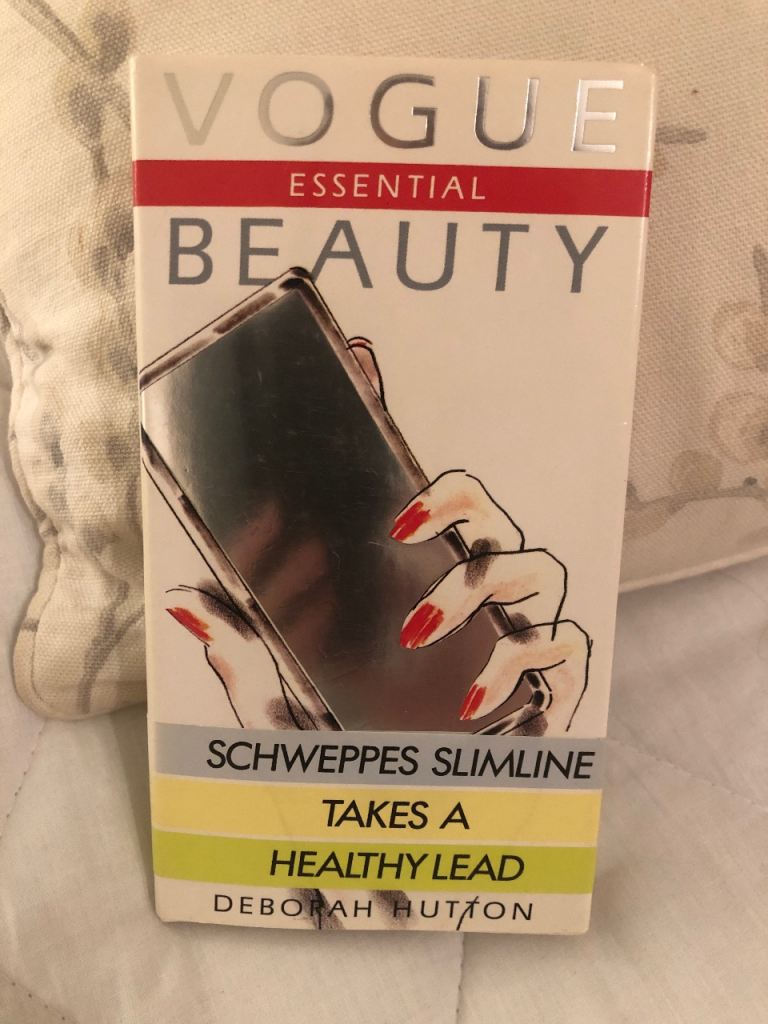 VOGUE
ESSENTIAL
BEAUTY
SCHWEPPES SLIMLINE
TAKES A
HEALTHY LEAD
DEBORAH HUTTON